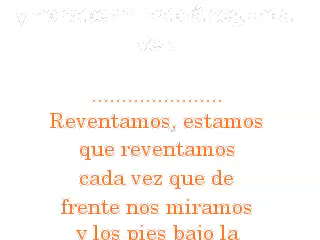 .......................
Reventamos, estamos
que reventamos
cada vez que de
frente nos miramos
y los pies bajo la